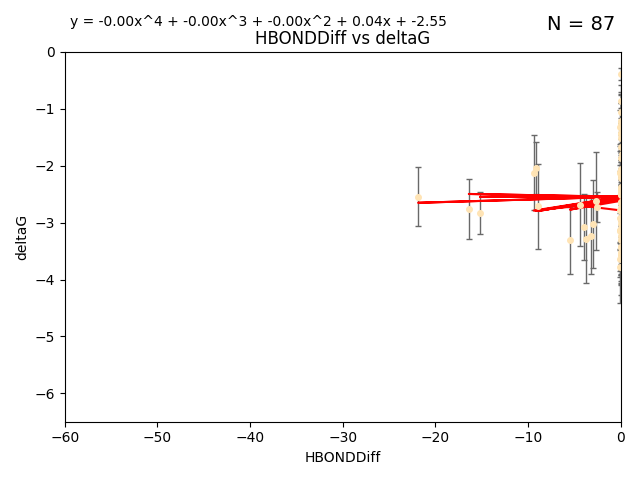 y = -0.00x^4 + -0.00x^3 + -0.00x^2 + 0.04x + -2.55
N = 87
HBONDDiff vs deltaG
0
−1
−2
−3
−4
−5
−6
deltaG
−60
−50
−40
−30
−20
−10
0
HBONDDiff